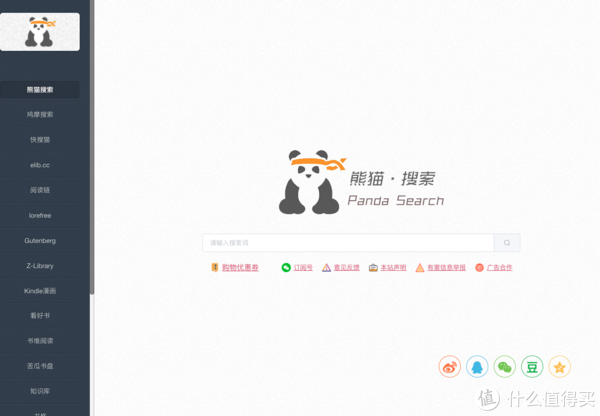 熊猫搜索
鸠摩搜索
快搜猫
elib.cc
阅读链
lorefree
Gutenberg
Z-Library
Kindle漫画
看好书
书堆阅读
苦瓜书盘
知识库
熊猫·搜索
Panda Search
请输入搜索词
购物优惠券 订阅号 意见反馈 本站声明 有害信息举报 广告合作
豆
值 什么值得买